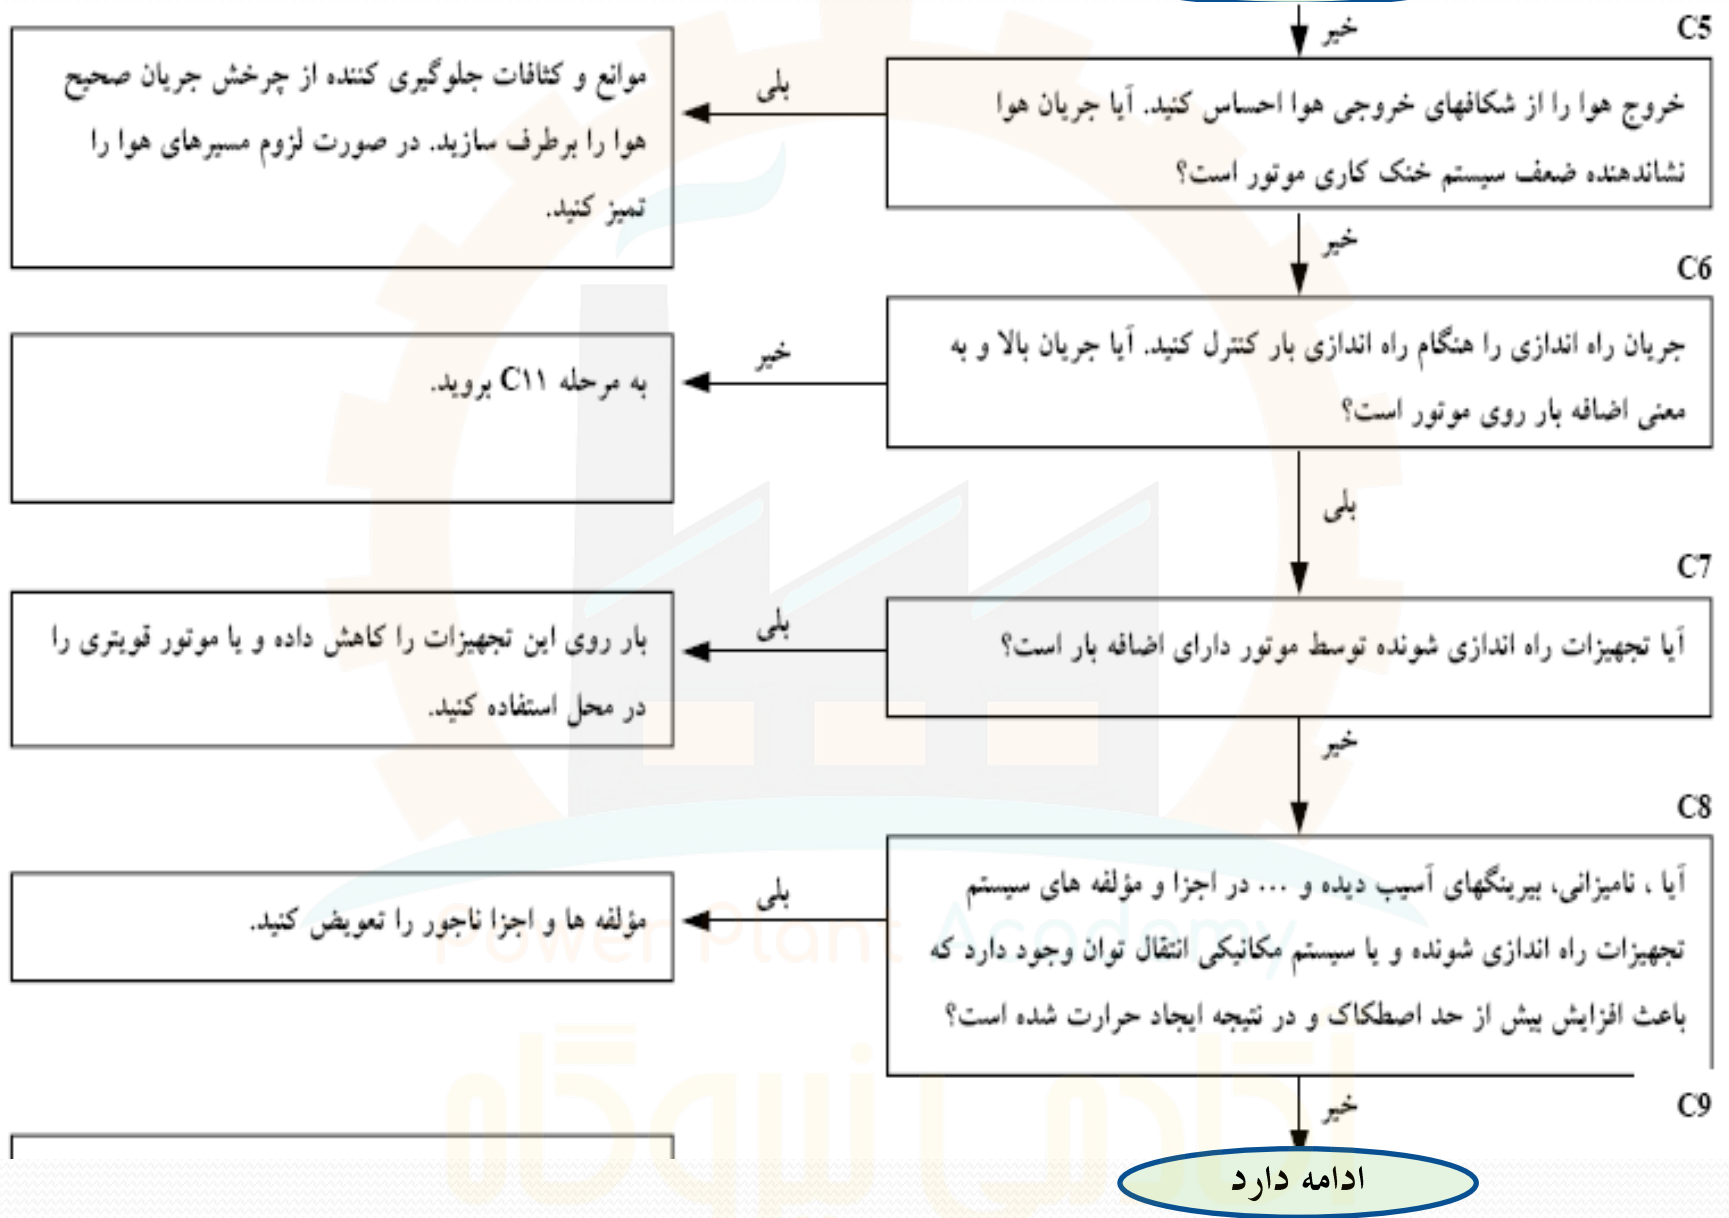 خیر
C5
خروج هوا را از شکافهای خروجی هوا احساس کنید. آیا جریان هوا
نشاندهنده ضعف سیستم خنک کاری موتور است؟
بلی
موانع و کثافات جلوگیری کننده از چرخش جریان صحیح
هوا را برطرف سازید. در صورت لزوم مسیرهای هوا را
تمیز کنید.
خیر
C6
جریان راه اندازی را هنگام راه اندازی بار کنترل کنید. آیا جریان بالا و به
معنی اضافه بار روی موتور است؟
خیر
به مرحله C۱۱ بروید.
بلی
C7
آیا تجهیزات راه اندازی شونده توسط موتور دارای اضافه بار است؟
بلی
بار روی این تجهیزات را کاهش داده و یا موتور قویتری را
در محل استفاده کنید.
خیر
C8
آیا ، نامیزانی، بیرینگهای آسیب دیده و ... در اجزا و مؤلفه های سیستم
تجهیزات راه اندازی شونده و یا سیستم مکانیکی انتقال توان وجود دارد که
باعث افزایش بیش از حد اصطکاک و در نتیجه ایجاد حرارت شده است؟
بلی
مؤلفه ها و اجزا ناجور را تعویض کنید.
خیر
C9
ادامه دارد
Power Plant Academy
آکادمی نیروگاه